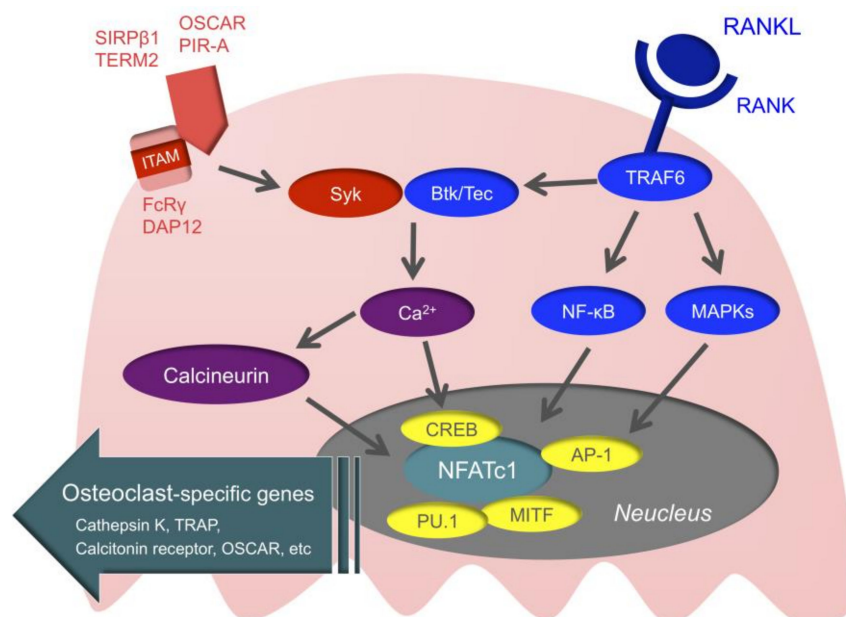 OSCAR
PIR-A
SIRPβ1
TERM2
RANKL
RANK
ITAM
FcRγ
DAP12
Syk
Btk/Tec
TRAF6
Ca²⁺
NF-κB
MAPKs
Calcineurin
CREB
NFATc1
AP-1
PU.1
MITF
Neucleus
Osteoclast-specific genes
Cathepsin K, TRAP,
Calcitonin receptor, OSCAR, etc